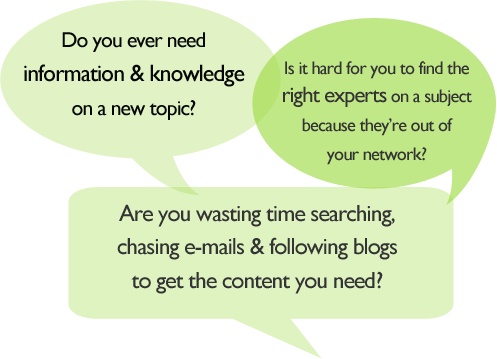 Do you ever need
information & knowledge
on a new topic?
Is it hard for you to find the
right experts on a subject
because they're out of
your network?
Are you wasting time searching,
chasing e-mails & following blogs
to get the content you need?